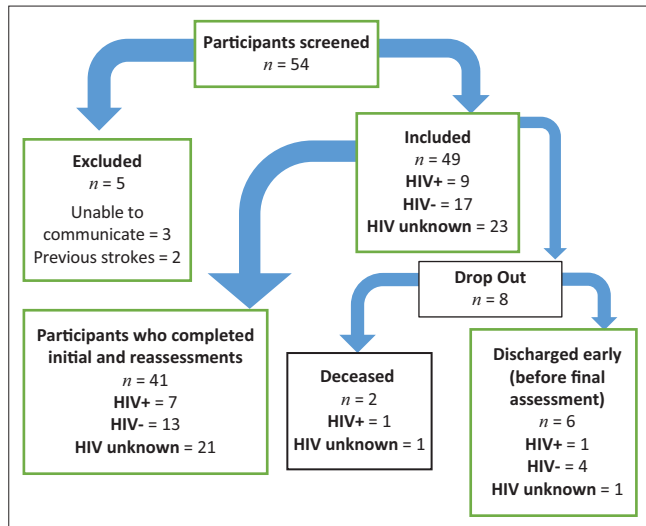 Participants screened
n = 54
Excluded
n = 5
Unable to
communicate = 3
Previous strokes = 2
Included
n = 49
HIV+ = 9
HIV- = 17
HIV unknown = 23
Drop Out
n = 8
Participants who completed
initial and reassessments
n = 41
HIV+ = 7
HIV- = 13
HIV unknown = 21
Deceased
n = 2
HIV+ = 1
HIV unknown = 1
Discharged early
(before final
assessment)
n = 6
HIV+ = 1
HIV- = 4
HIV unknown = 1